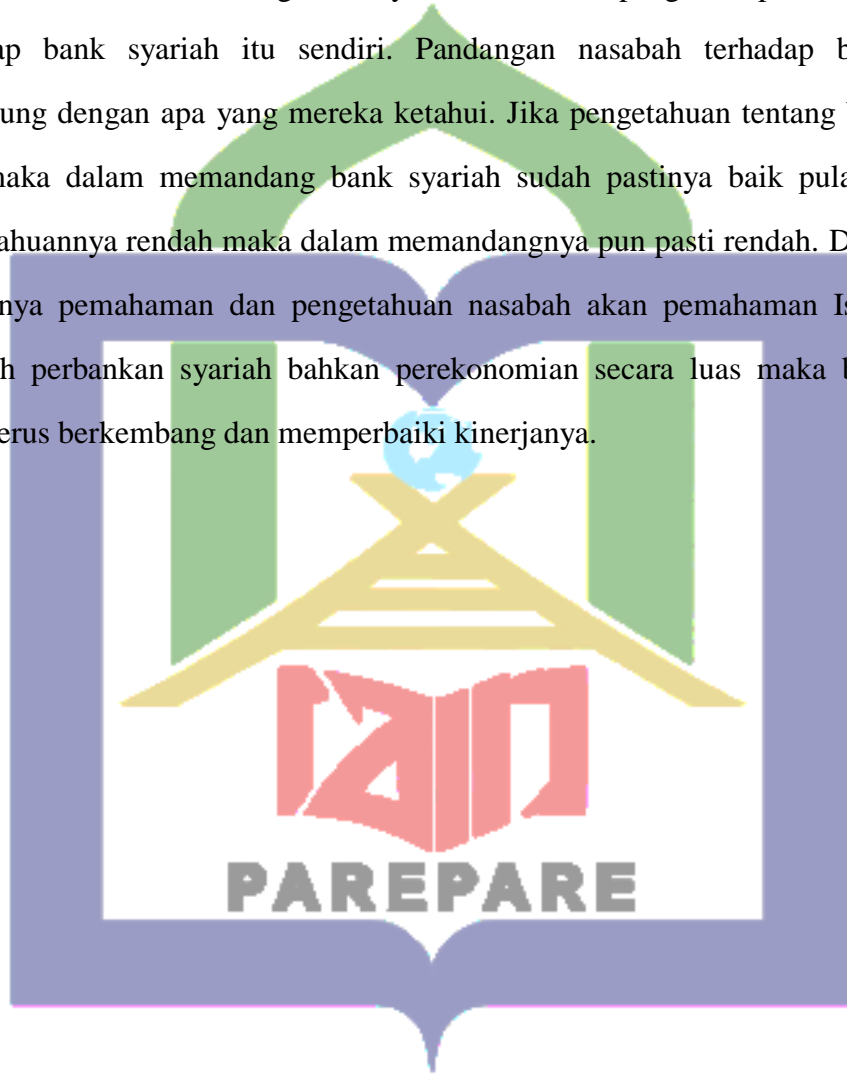 ap bank syariah itu sendiri. Pandangan nasabah terhadap b
ung dengan apa yang mereka ketahui. Jika pengetahuan tentang
naka dalam memandang bank syariah sudah pastinya baik pula
ahuannya rendah maka dalam memandangnya pun pasti rendah. D
nya pemahaman dan pengetahuan nasabah akan pemahaman Is
h perbankan syariah bahkan perekonomian secara luas maka b
erus berkembang dan memperbaiki kinerjanya.
iain
PAREPARE